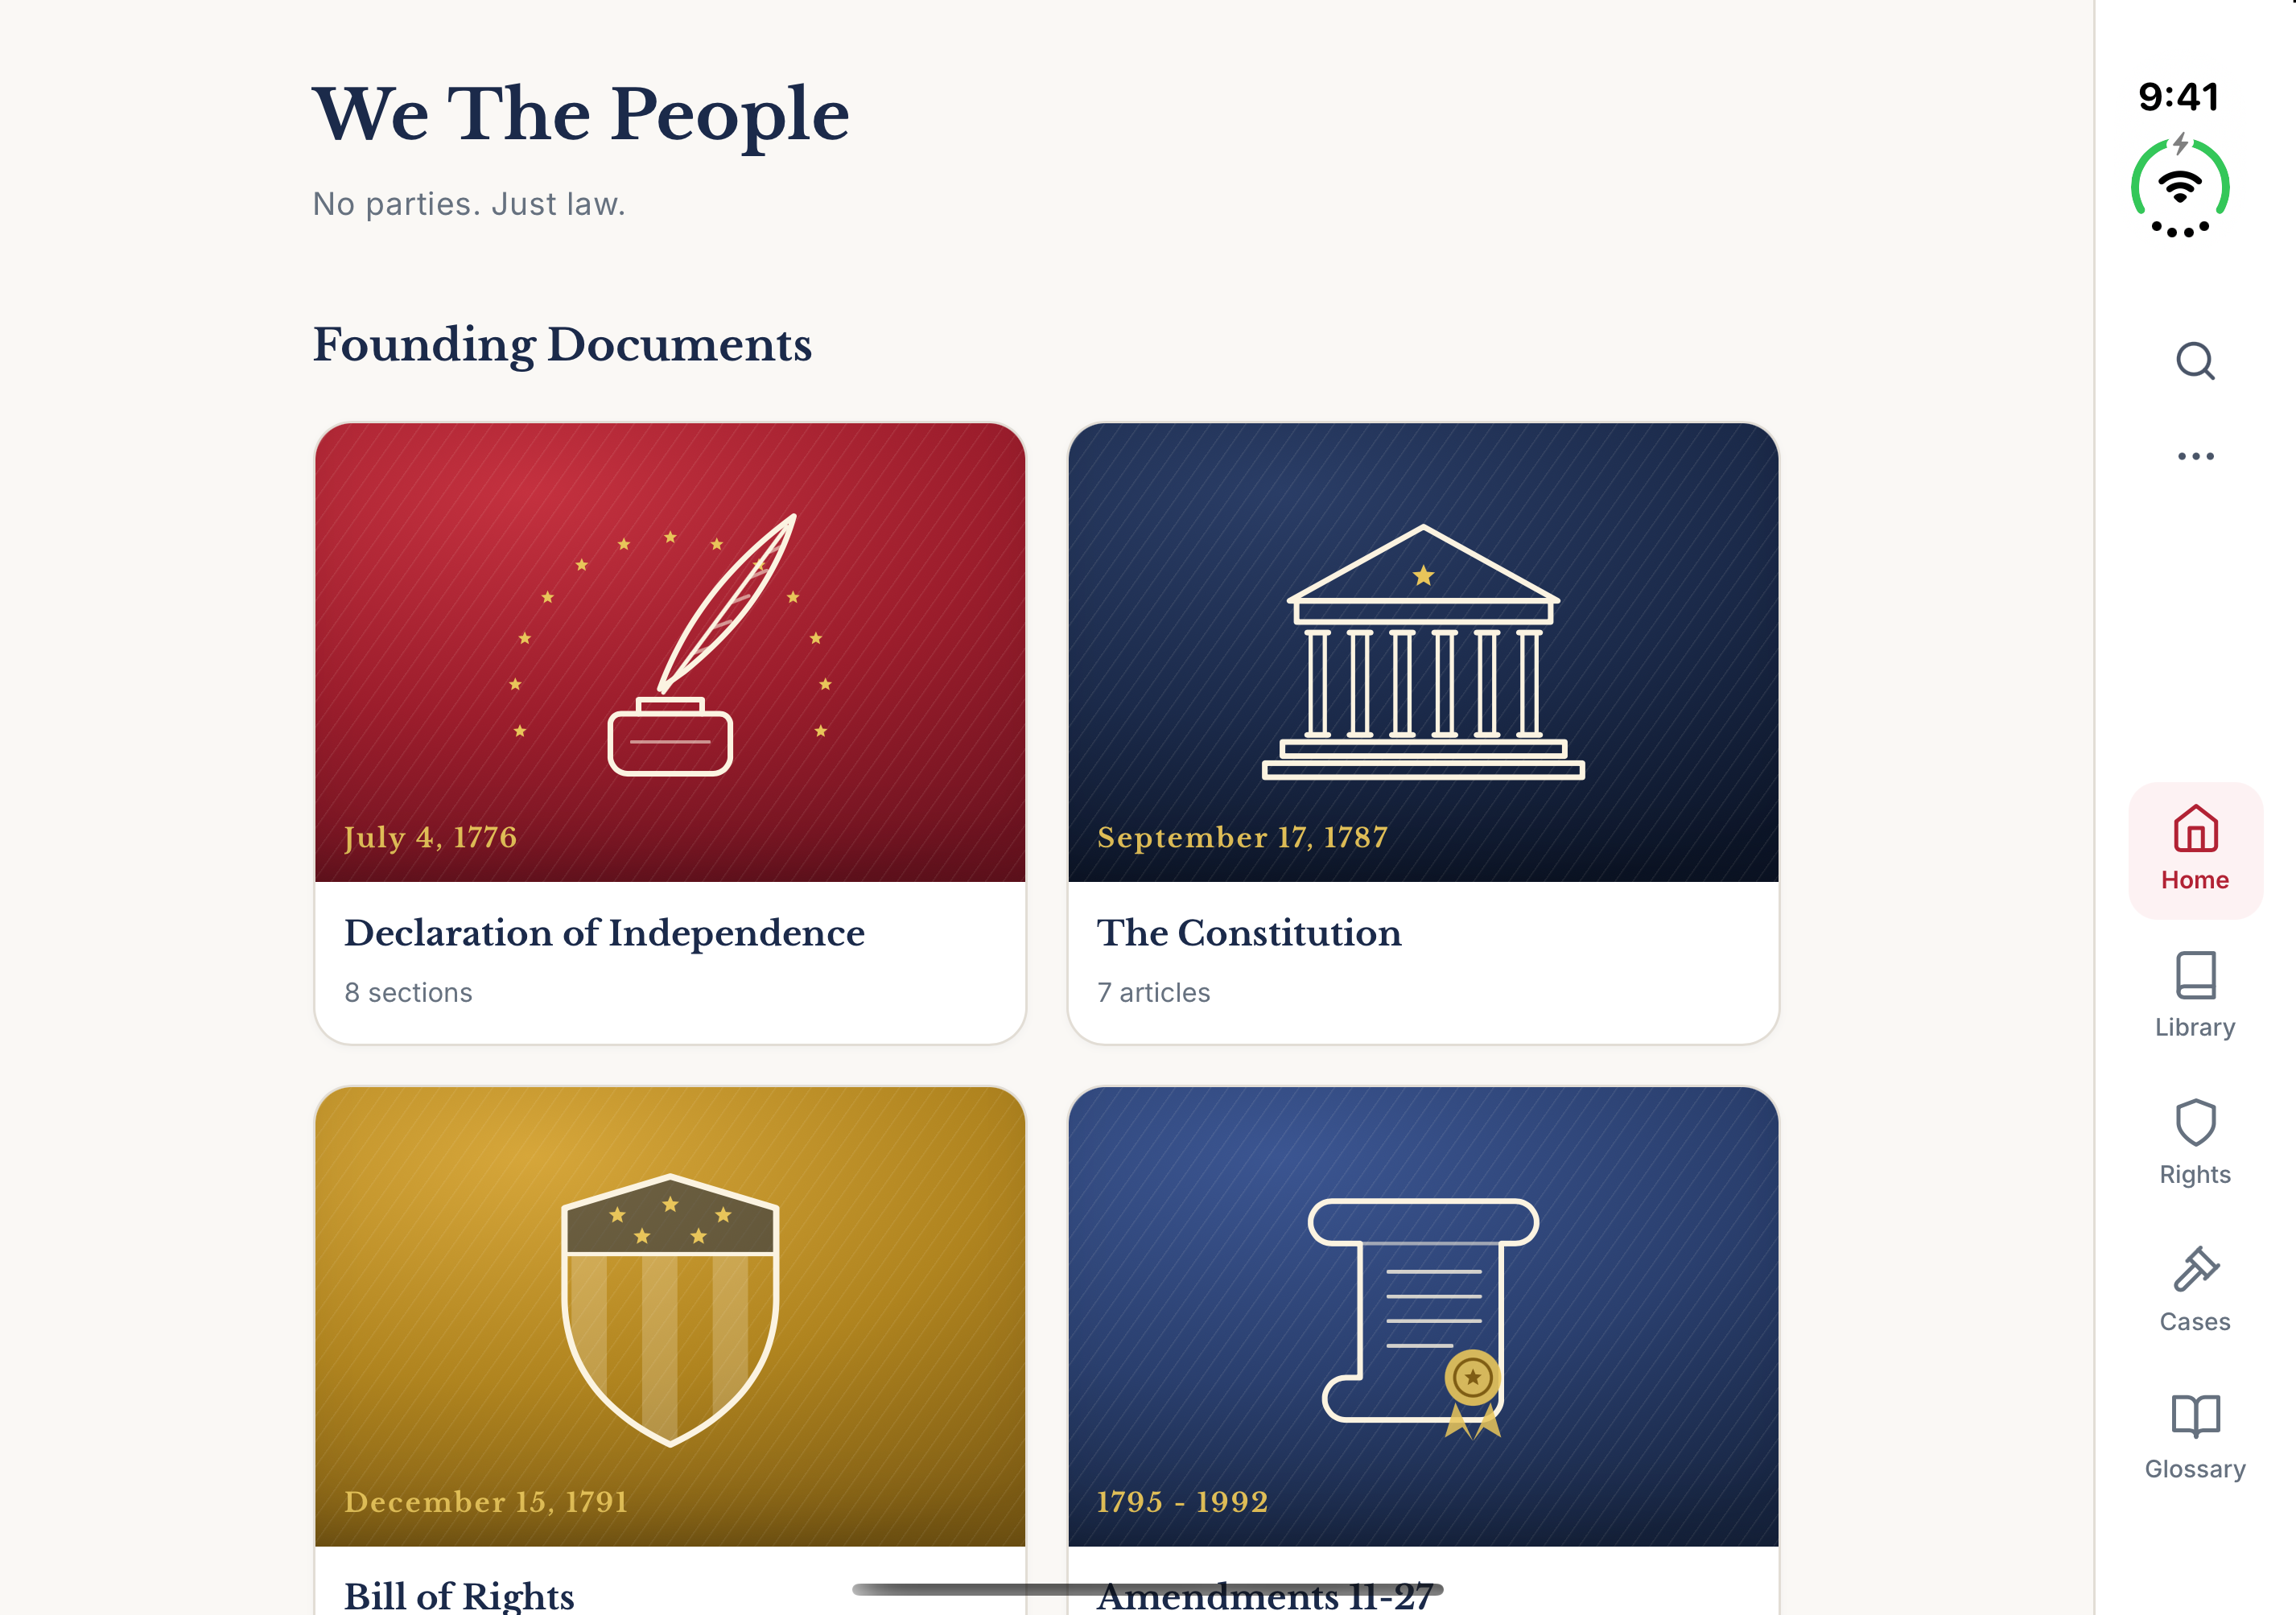 We The People
No parties. Just law.
Founding Documents
July 4, 1776
Declaration of Independence
8 sections
September 17, 1787
The Constitution
7 articles
December 15, 1791
Bill of Rights
1795 - 1992
Amendments 11-27
9:41
Home
Library
Rights
Cases
Glossary